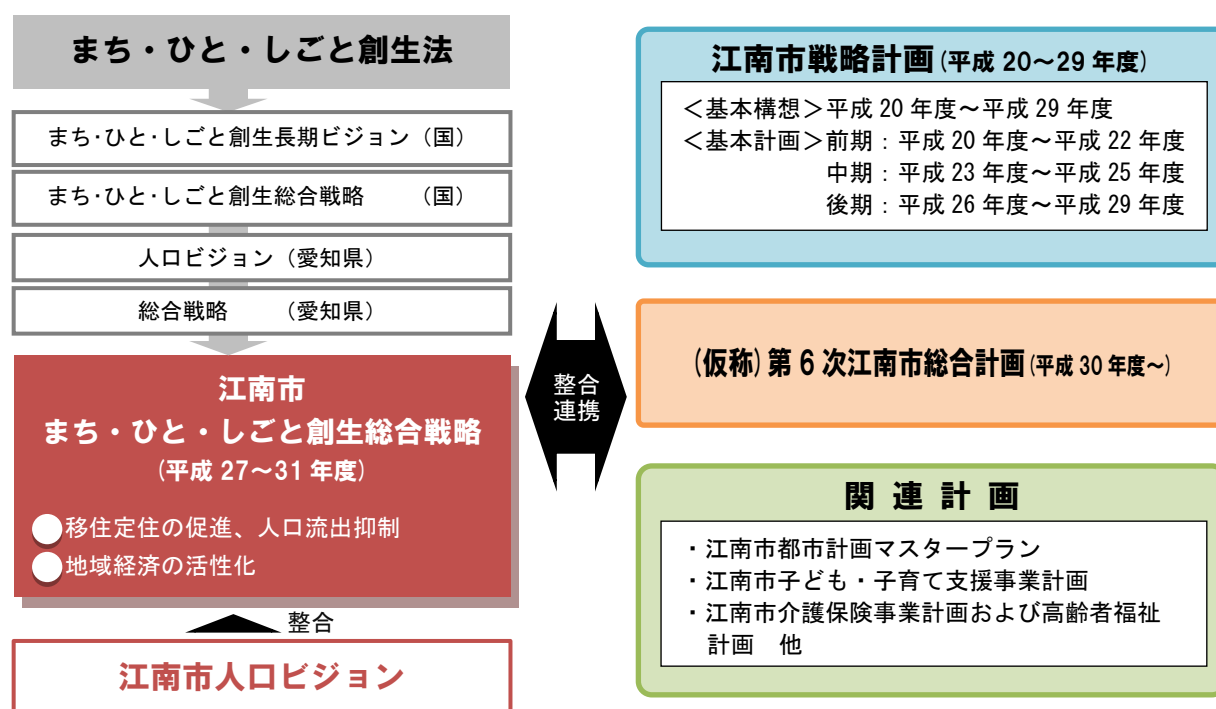 まち・ひと・しごと創生法
まち・ひと・しごと創生長期ビジョン（国）
まち・ひと・しごと創生総合戦略　　（国）
人口ビジョン（愛知県）
総合戦略　　（愛知県）
江南市
まち・ひと・しごと創生総合戦略
(平成 27～31 年度)
移住定住の促進、人口流出抑制
地域経済の活性化
整合
江南市人口ビジョン
整合
連携
江南市戦略計画(平成 20～29 年度)
＜基本構想＞平成 20 年度～平成 29 年度
＜基本計画＞前期：平成 20 年度～平成 22 年度
中期：平成 23 年度～平成 25 年度
後期：平成 26 年度～平成 29 年度
(仮称)第 6 次江南市総合計画(平成 30 年度～)
関 連 計 画
・江南市都市計画マスタープラン
・江南市子ども・子育て支援事業計画
・江南市介護保険事業計画および高齢者福祉
計画　他